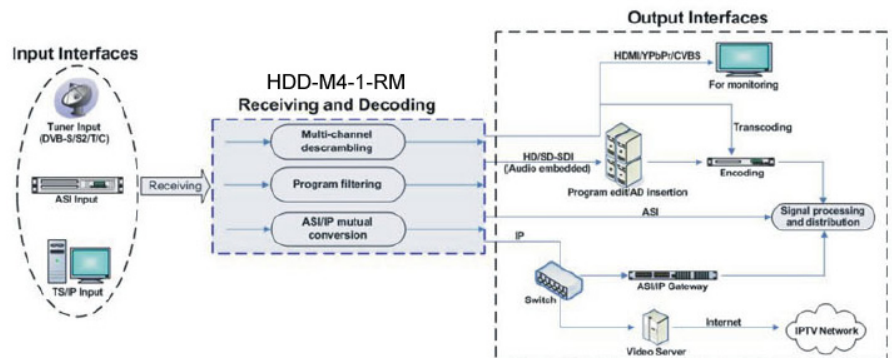 Input Interfaces
Tuner Input
(DVB-S/S2/T/C)
ASI Input
TS/IP Input
Receiving
HDD-M4-1-RM
Receiving and Decoding
Multi-channel
descrambling
Program filtering
ASI/IP mutual
conversion
Output Interfaces
HDMI/YPbPr/CVBS
For monitoring
Transcoding
HD/SD-SDI
(Audio embedded)
Program edit/AD insertion
Encoding
ASI
Signal processing
and distribution
IP
Switch
ASI/IP Gateway
Video Server
Internet
IPTV Network